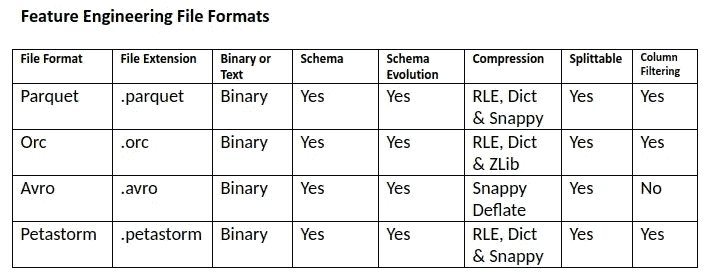 Feature Engineering File Formats
File Format File Extension Binary or Text Schema Schema Evolution Compression Splittable Column Filtering
Parquet .parquet Binary Yes Yes RLE, Dict & Snappy Yes Yes
Orc .orc Binary Yes Yes RLE, Dict & ZLib Yes Yes
Avro .avro Binary Yes Yes Snappy Deflate Yes No
Petastorm .petastorm Binary Yes Yes RLE, Dict & Snappy Yes Yes